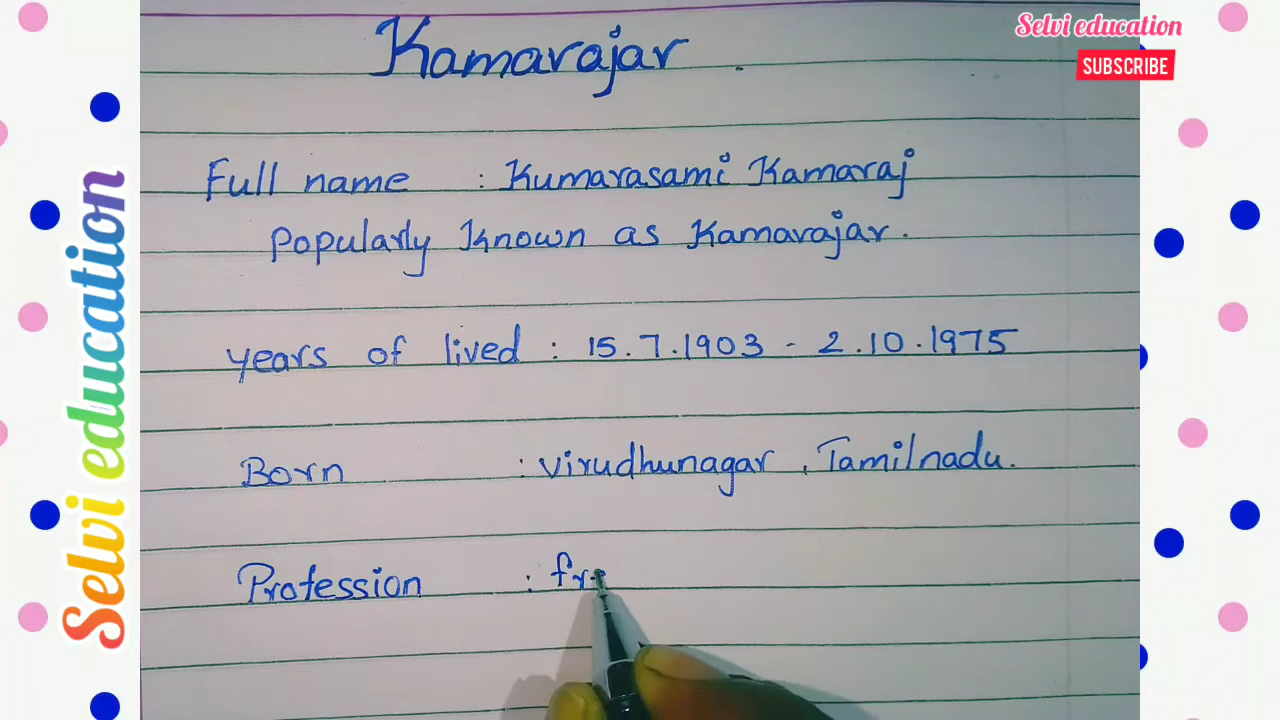 Kamarajar.
Selvi education
SUBSCRIBE
Full name : Kumarasami Kamaraj
Popularly Known as Kamarajar.
years of lived : 15.7.1903 - 2.10.1975
Born : Virudhunagar, Tamilnadu.
Profession : fre
Selvi education